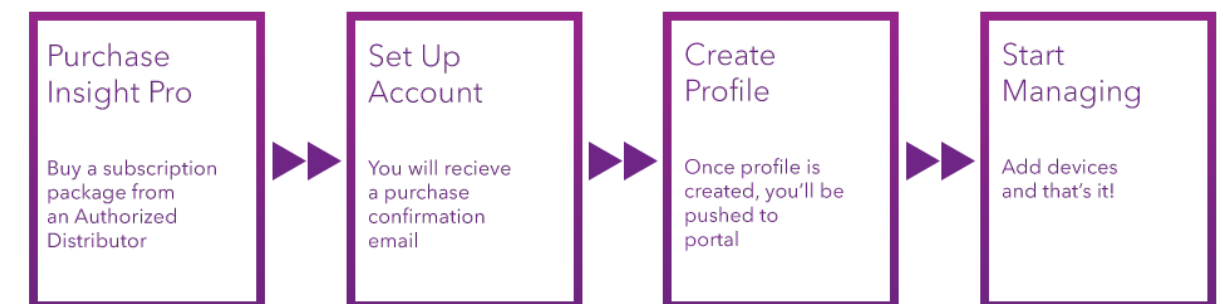 Purchase
Insight Pro
Buy a subscription
package from
an Authorized
Distributor
Set Up
Account
You will recieve
a purchase
confirmation
email
Create
Profile
Once profile is
created, you'll be
pushed to
portal
Start
Managing
Add devices
and that's it!